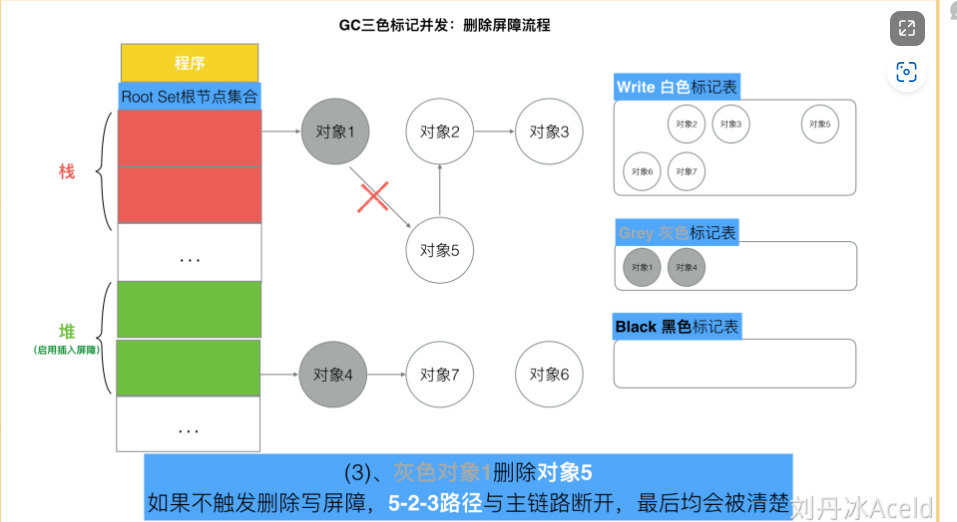 GC三色标记并发：删除屏障流程
程序
Root Set根节点集合
栈
...
堆
(启用插入屏障)
...
对象1
对象2
对象3
对象5
对象4
对象7
对象6
Write 白色标记表
对象2
对象3
对象5
对象6
对象7
Grey 灰色标记表
对象1
对象4
Black 黑色标记表
(3)、灰色对象1删除对象5
如果不触发删除写屏障，5-2-3路径与主链路断开，最后均会被清楚
刘丹冰Aceld